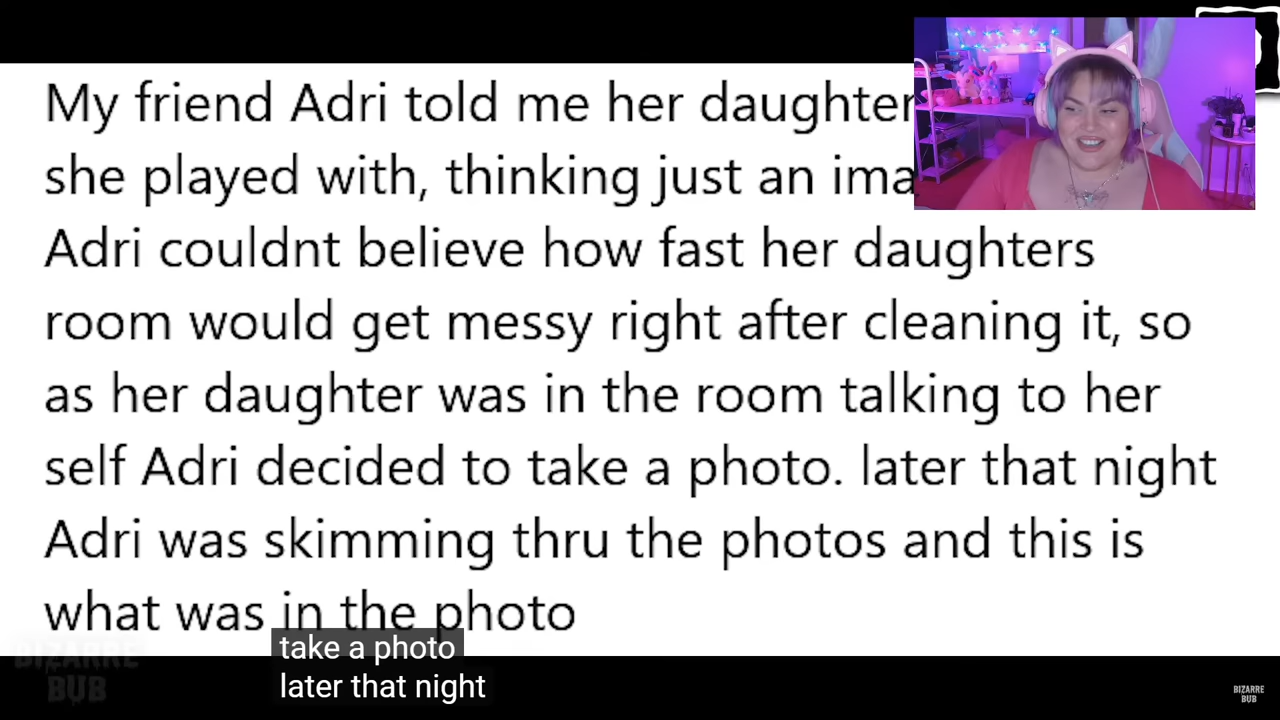 My friend Adri told me her daughter
she played with, thinking just an
Adri couldnt believe how fast her daughters
room would get messy right after cleaning it, so
as her daughter was in the room talking to her
self Adri decided to take a photo. later that night
Adri was skimming thru the photos and this is
what was in the photo
take a photo
later that night
BIZARRE
BUB
BIZARRE
BUB